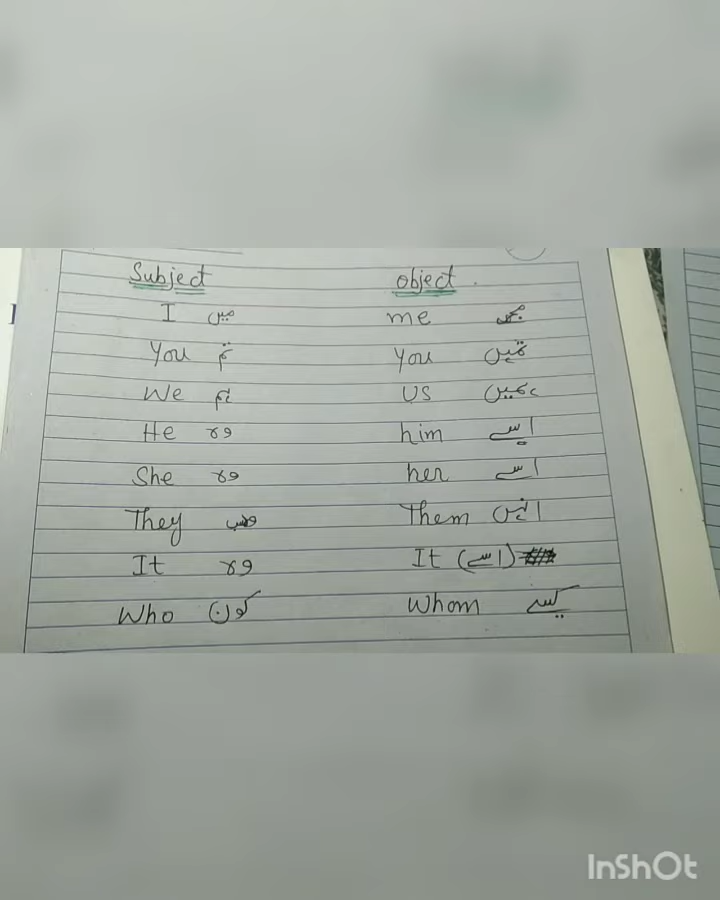 Subject object.
I میں me مجھے
You تم You تمہیں
We ہم us ہمیں
He وہ him اسے
She وہ her اسے
They وہ سب Them انہیں
It وہ It (اسے)
Who کون Whom کسے
InShOt